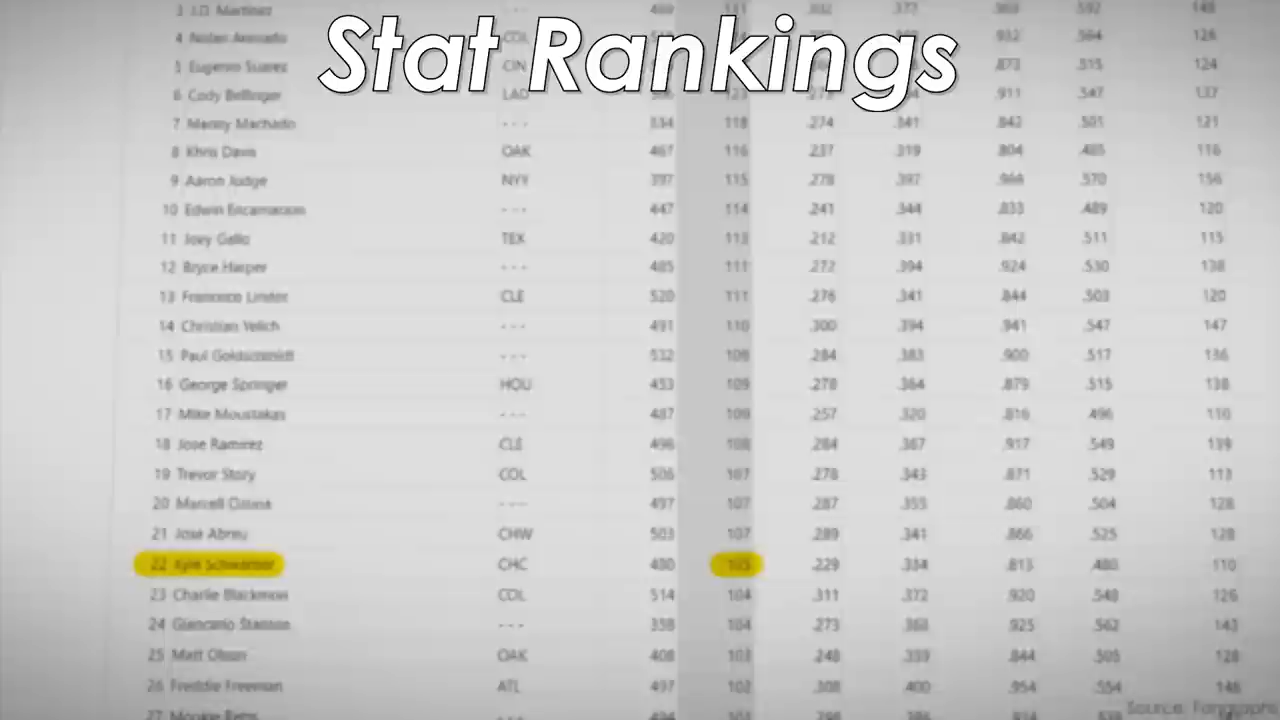 Stat Rankings
3 J.D. Martinez - - -
4 Nolan Arenado COL .932 .564 126
5 Eugenio Suarez CIN .873 .515 124
6 Cody Bellinger LAD .911 .547 137
7 Manny Machado - - - 534 118 .274 .341 .842 .501 121
8 Khris Davis OAK 467 116 .237 .319 .804 .485 116
9 Aaron Judge NYY 397 115 .278 .397 .570 156
10 Edwin Encarnacion - - - 447 114 .241 .344 .833 .489 120
11 Joey Gallo TEX 420 113 .212 .331 .842 .511 115
12 Bryce Harper - - - 485 111 .272 .394 .924 .530 138
13 Francisco Lindor CLE 520 111 .276 .341 .844 .503 120
14 Christian Yelich - - - 491 110 .300 .394 .941 .547 147
15 Paul Goldschmidt - - - 532 .284 .383 .900 .517 136
16 George Springer HOU 453 109 .278 .364 .879 .515 138
17 Mike Moustakas - - - 487 109 .257 .320 .816 .496 110
18 Jose Ramirez CLE 496 108 .284 .367 .917 .549 139
19 Trevor Story COL 506 107 .278 .343 .871 .529 113
20 Marcell Ozuna - - - 497 107 .287 .355 .860 .504 128
21 Jose Abreu CHW 503 107 .289 .341 .866 .525 128
22 Kyle Schwarber CHC 480 105 .229 .334 .813 .480 110
23 Charlie Blackmon COL 514 104 .311 .372 .920 .548 126
24 Giancarlo Stanton - - - 358 104 .273 .925 .562 143
25 Matt Olson OAK 408 103 .248 .339 .844 .505 128
26 Freddie Freeman ATL 497 102 .308 .400 .954 .554 146
27 Mookie Betts - - -
Source: Fangraphs